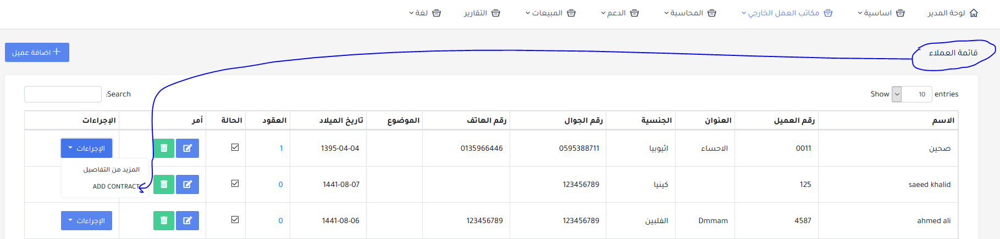 لوحة المدير اساسية مكاتب العمل الخارجي المحاسبة الدعم المبيعات التقارير لغة
قائمة العملاء + اضافة عميل
Show 10 entries Search:
الاسم رقم العميل العنوان الجنسية رقم الجوال رقم الهاتف الموضوع تاريخ الميلاد العقود الحالة أمر الإجراءات
صحين 0011 الاحساء اثيوبيا 0595388711 0135966446 1395-04-04 1 الإجراءات
المزيد من التفاصيل
ADD CONTRACT
saeed khalid 125 كينيا 123456789 1441-08-07 0
ahmed ali 4587 Dmmam الفلبين 123456789 123456789 1441-08-06 0 الإجراءات